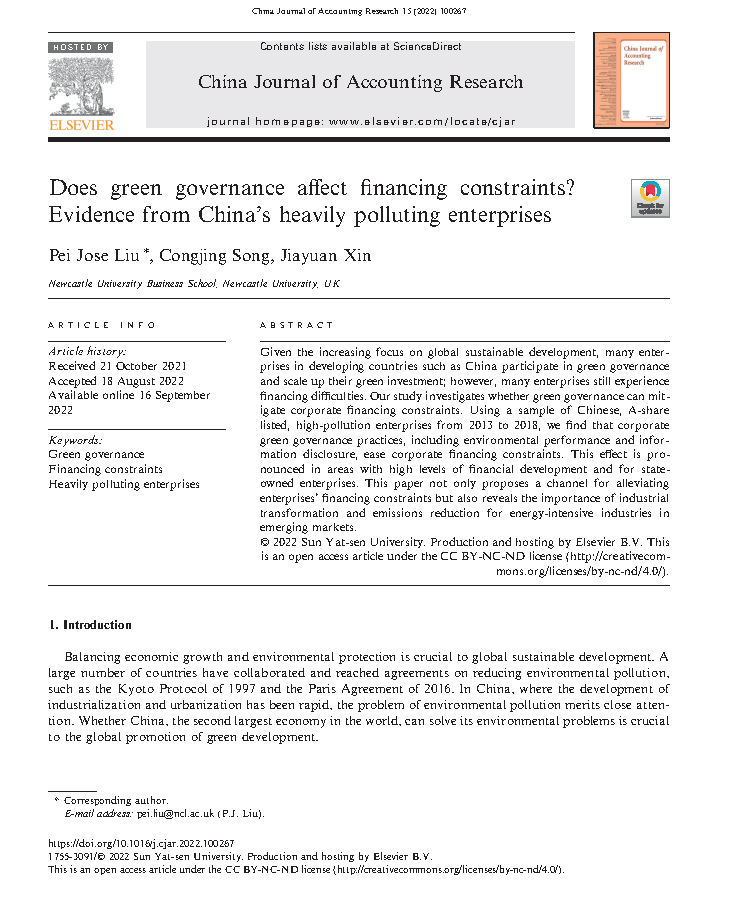 China Journal of Accounting Research 15 (2022) 100267
HOSTED BY
ELSEVIER
Contents lists available at ScienceDirect
China Journal of Accounting Research
journal homepage: www.elsevier.com/locate/cjar
China Journal of
Accounting
Research
Does green governance affect financing constraints?
Evidence from China's heavily polluting enterprises
Check for
updates
Pei Jose Liu *, Congjing Song, Jiayuan Xin
Newcastle University Business School, Newcastle University, UK
ARTICLE INFO
Article history:
Received 21 October 2021
Accepted 18 August 2022
Available online 16 September
2022
Keywords:
Green governance
Financing constraints
Heavily polluting enterprises
ABSTRACT
Given the increasing focus on global sustainable development, many enter-
prises in developing countries such as China participate in green governance
and scale up their green investment; however, many enterprises still experience
financing difficulties. Our study investigates whether green governance can mit-
igate corporate financing constraints. Using a sample of Chinese, A-share
listed, high-pollution enterprises from 2013 to 2018, we find that corporate
green governance practices, including environmental performance and infor-
mation disclosure, ease corporate financing constraints. This effect is pro-
nounced in areas with high levels of financial development and for state-
owned enterprises. This paper not only proposes a channel for alleviating
enterprises' financing constraints but also reveals the importance of industrial
transformation and emissions reduction for energy-intensive industries in
emerging markets.
© 2022 Sun Yat-sen University. Production and hosting by Elsevier B.V. This
is an open access article under the CC BY-NC-ND license (http://creativecom-
mons.org/licenses/by-nc-nd/4.0/).
1. Introduction
Balancing economic growth and environmental protection is crucial to global sustainable development. A
large number of countries have collaborated and reached agreements on reducing environmental pollution,
such as the Kyoto Protocol of 1997 and the Paris Agreement of 2016. In China, where the development of
industrialization and urbanization has been rapid, the problem of environmental pollution merits close atten-
tion. Whether China, the second largest economy in the world, can solve its environmental problems is crucial
to the global promotion of green development.
* Corresponding author.
E-mail address: pei.liu@ncl.ac.uk (P.J. Liu).
https://doi.org/10.1016/j.cjar.2022.100267
1755-3091/© 2022 Sun Yat-sen University. Production and hosting by Elsevier B.V.
This is an open access article under the CC BY-NC-ND license (http://creativecommons.org/licenses/by-nc-nd/4.0/).